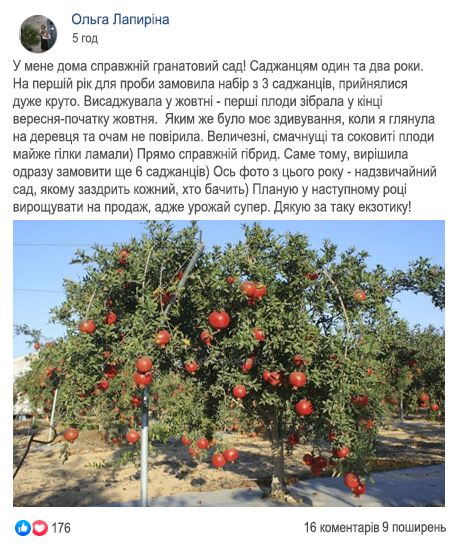 Ольга Лапиріна
5 год
У мене дома справжній гранатовий сад! Саджанцям один та два роки.
На перший рік для проби замовила набір з 3 саджанців, прийнялися
дуже круто. Висаджувала у жовтні - перші плоди зібрала у кінці
вересня-початку жовтня. Яким же було моє здивування, коли я глянула
на деревця та очам не повірила. Величезні, смачнущі та соковиті плоди
майже гілки ламали) Прямо справжній гібрид. Саме тому, вирішила
одразу замовити ще 6 саджанців) Ось фото з цього року - надзвичайний
сад, якому заздрить кожний, хто бачить) Планую у наступному році
вирощувати на продаж, адже урожай супер. Дякую за таку екзотику!
176
16 коментарів 9 поширень